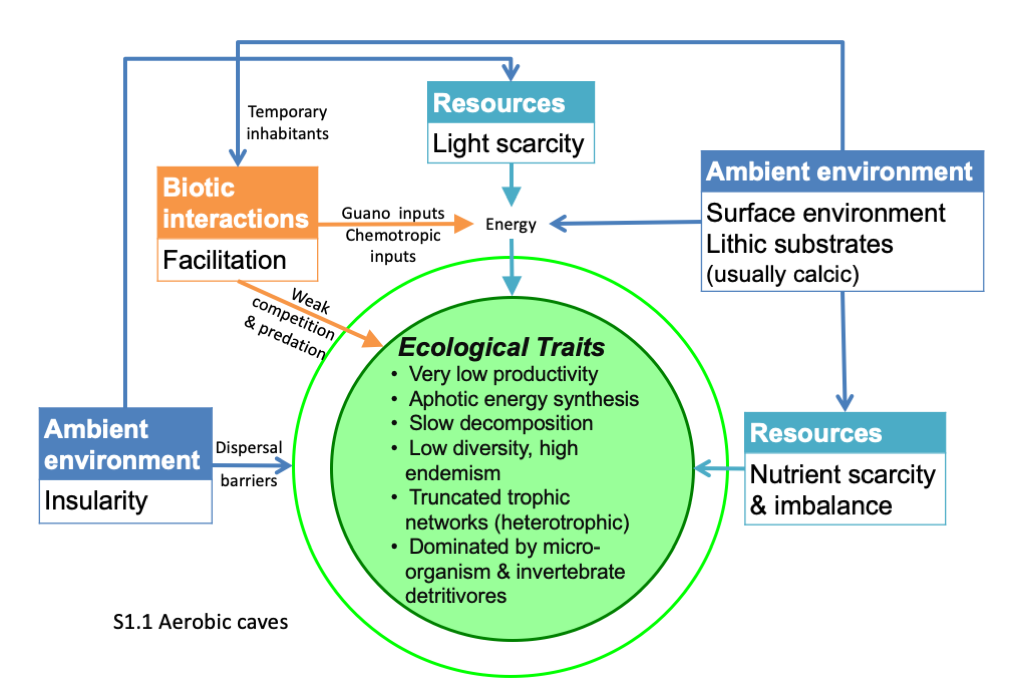 Temporary
inhabitants
Resources
Light scarcity
Biotic
interactions
Facilitation
Guano inputs
Chemotropic
inputs
Energy
Ambient environment
Surface environment
Lithic substrates
(usually calcic)
Weak
competition
& predation
Ecological Traits
• Very low productivity
• Aphotic energy synthesis
• Slow decomposition
• Low diversity, high
endemism
• Truncated trophic
networks (heterotrophic)
• Dominated by micro-
organism & invertebrate
detritivores
Ambient
environment
Insularity
Dispersal
barriers
Resources
Nutrient scarcity
& imbalance
S1.1 Aerobic caves